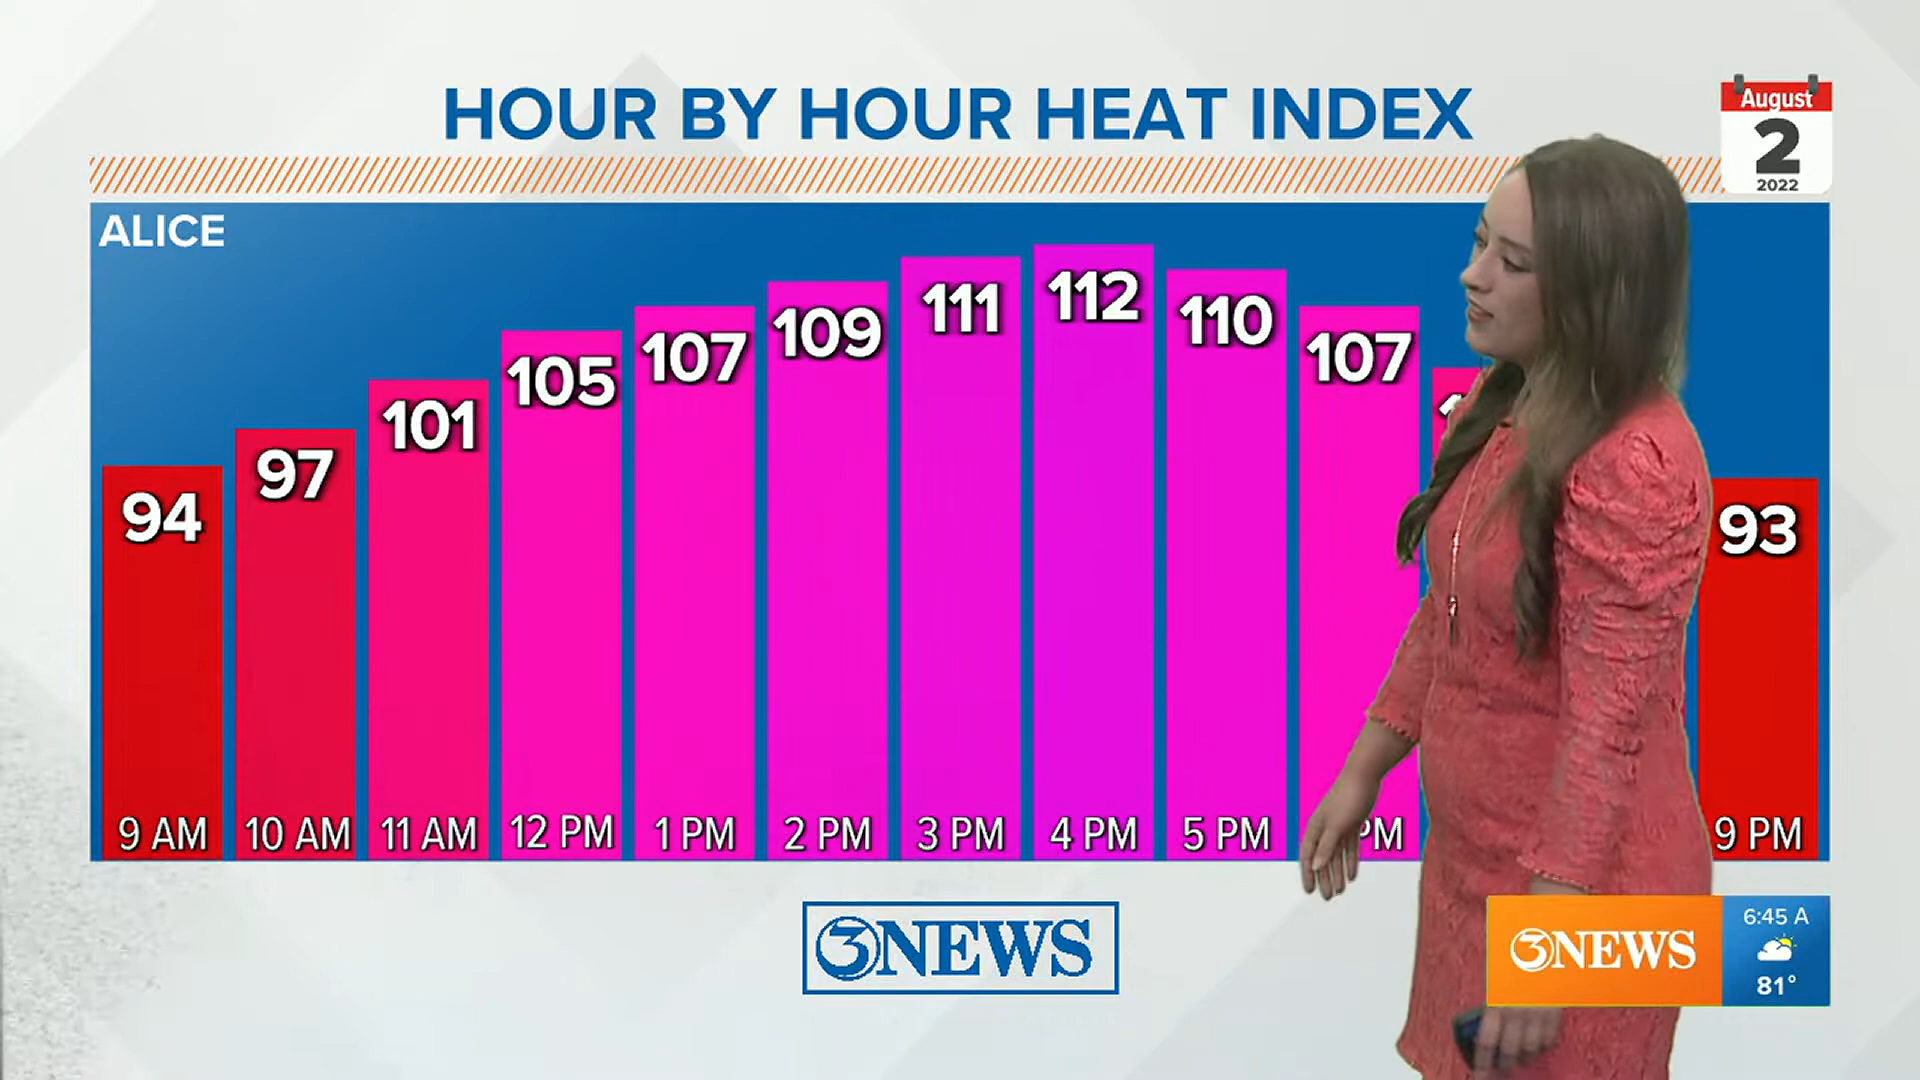 HOUR BY HOUR HEAT INDEX
August
2
2022
ALICE
94
97
101
105
107
109
111
112
110
107
93
9 AM
10 AM
11 AM
12 PM
1 PM
2 PM
3 PM
4 PM
5 PM
PM
9 PM
3NEWS
3NEWS
6:45 A
81°